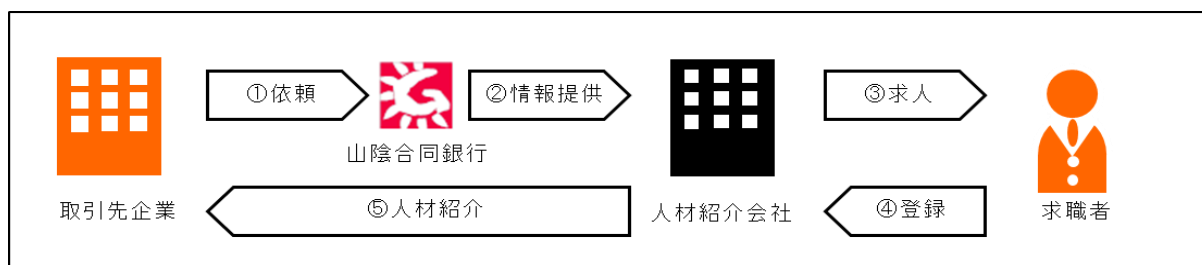 ①依頼
②情報提供
③求人
山陰合同銀行
取引先企業
⑤人材紹介
人材紹介会社
④登録
求職者